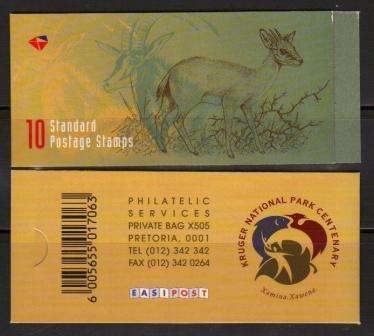 10 Standard
Postage Stamps
6 005655 017063
PHILATELIC
SERVICES
PRIVATE BAG X505
PRETORIA, 0001
TEL (012) 342 342
FAX (012) 342 0264
EASIPOST
KRUGER NATIONAL PARK CENTENARY
Xamina, Xawena